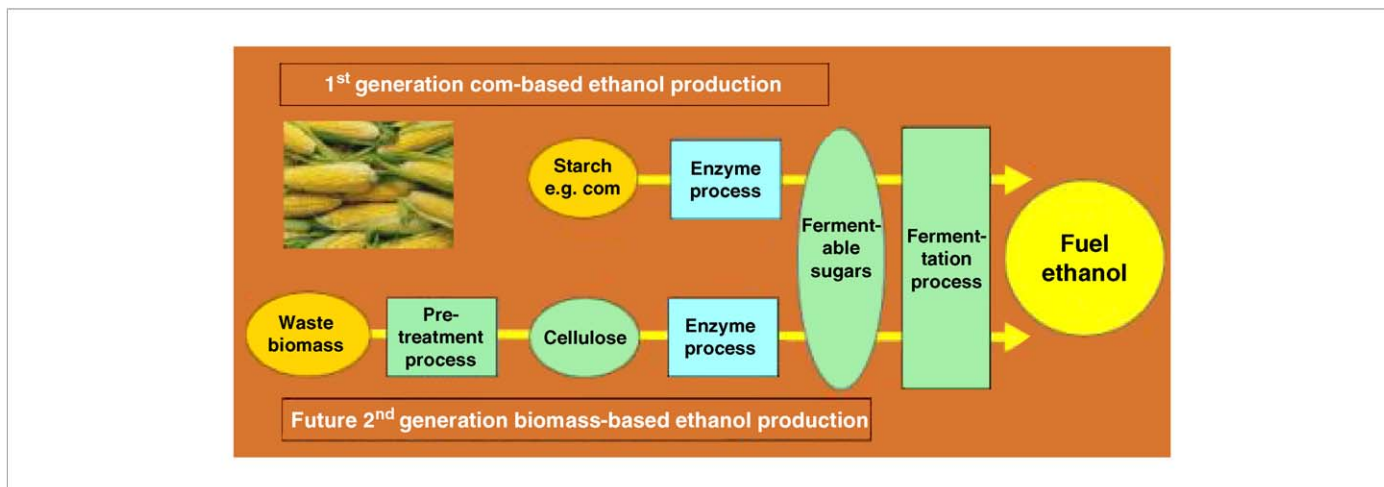 1st generation com-based ethanol production
Starch
e.g. com
Enzyme
process
Ferment-
able
sugars
Fermen-
tation
process
Fuel
ethanol
Waste
biomass
Pre-
treatment
process
Cellulose
Enzyme
process
Future 2nd generation biomass-based ethanol production